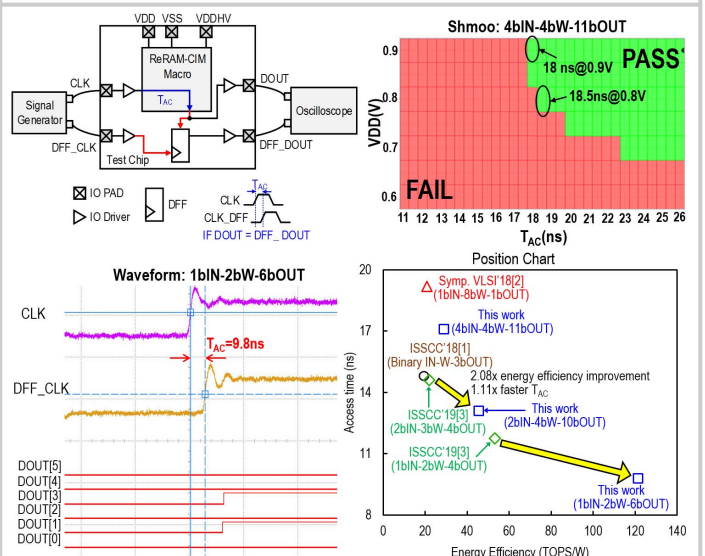 VDD VSS VDDHV
ReRAM-CIM
Macro
CLK
T_AC
DOUT
Signal
Generator
Oscilloscope
DFF_CLK
Test Chip
DFF_DOUT
IO PAD
DFF
IO Driver
T_AC
CLK
CLK_DFF
IF DOUT = DFF_ DOUT
Shmoo: 4bIN-4bW-11bOUT
VDD(V)
0.9
0.8
0.7
0.6
PASS
18 ns@0.9V
18.5ns@0.8V
FAIL
11 12 13 14 15 16 17 18 19 20 21 22 23 24 25 26
T_AC(ns)
Waveform: 1bIN-2bW-6bOUT
CLK
T_AC=9.8ns
DFF_CLK
DOUT[5]
DOUT[4]
DOUT[3]
DOUT[2]
DOUT[1]
DOUT[0]
Position Chart
Access time (ns)
20
17
14
11
8
Symp. VLSI'18[2]
(1bIN-8bW-1bOUT)
This work
(4bIN-4bW-11bOUT)
ISSCC'18[1]
(Binary IN-W-3bOUT)
2.08x energy efficiency improvement
1.11x faster T_AC
ISSCC'19[3]
(2bIN-3bW-4bOUT)
This work
(2bIN-4bW-10bOUT)
ISSCC'19[3]
(1bIN-2bW-4bOUT)
This work
(1bIN-2bW-6bOUT)
0 20 40 60 80 100 120 140
Energy Efficiency (TOPS/W)